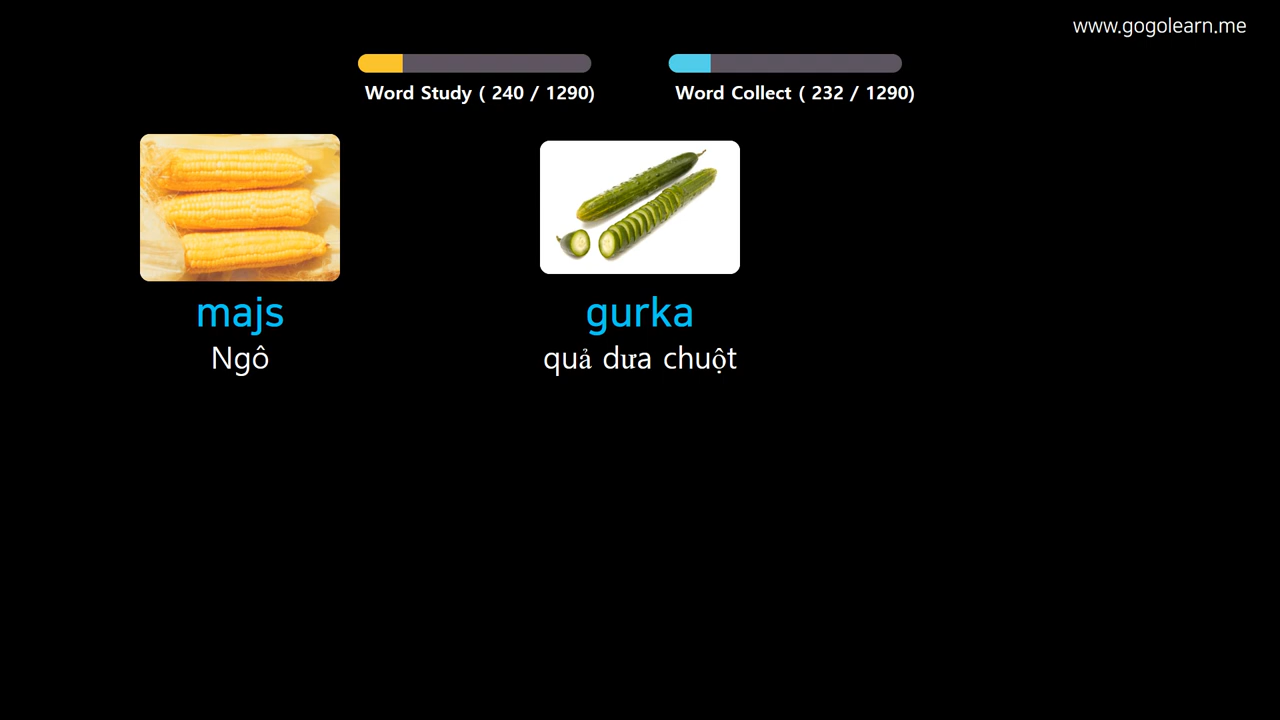 www.gogolearn.me
Word Study ( 240 / 1290)
Word Collect ( 232 / 1290)
majs
Ngô
gurka
quả dưa chuột